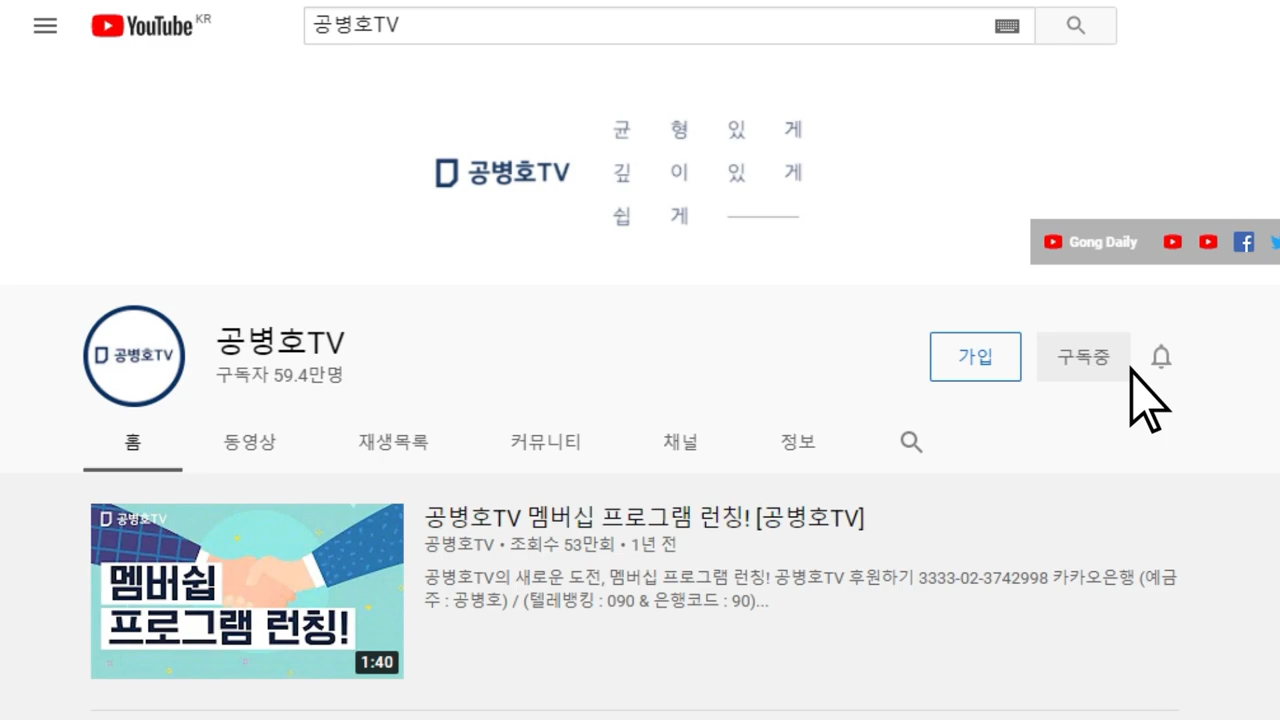 YouTube KR
공병호TV
균 형 있 게
공병호TV
깊 이 있 게
쉽 게
Gong Daily
공병호TV
공병호TV
구독자 59.4만명
가입
구독중
홈
동영상
재생목록
커뮤니티
채널
정보
공병호TV
멤버쉽
프로그램 런칭!
1:40
공병호TV 멤버십 프로그램 런칭! [공병호TV]
공병호TV • 조회수 53만회 • 1년 전
공병호TV의 새로운 도전, 멤버십 프로그램 런칭! 공병호TV 후원하기 3333-02-3742998 카카오은행 (예금
주 : 공병호) / (텔레뱅킹 : 090 & 은행코드 : 90)...